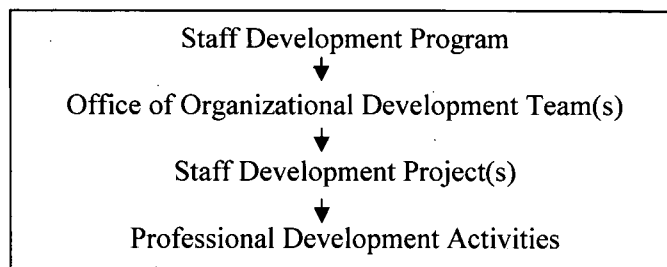 Staff Development Program
Office of Organizational Development Team(s)
Staff Development Project(s)
Professional Development Activities